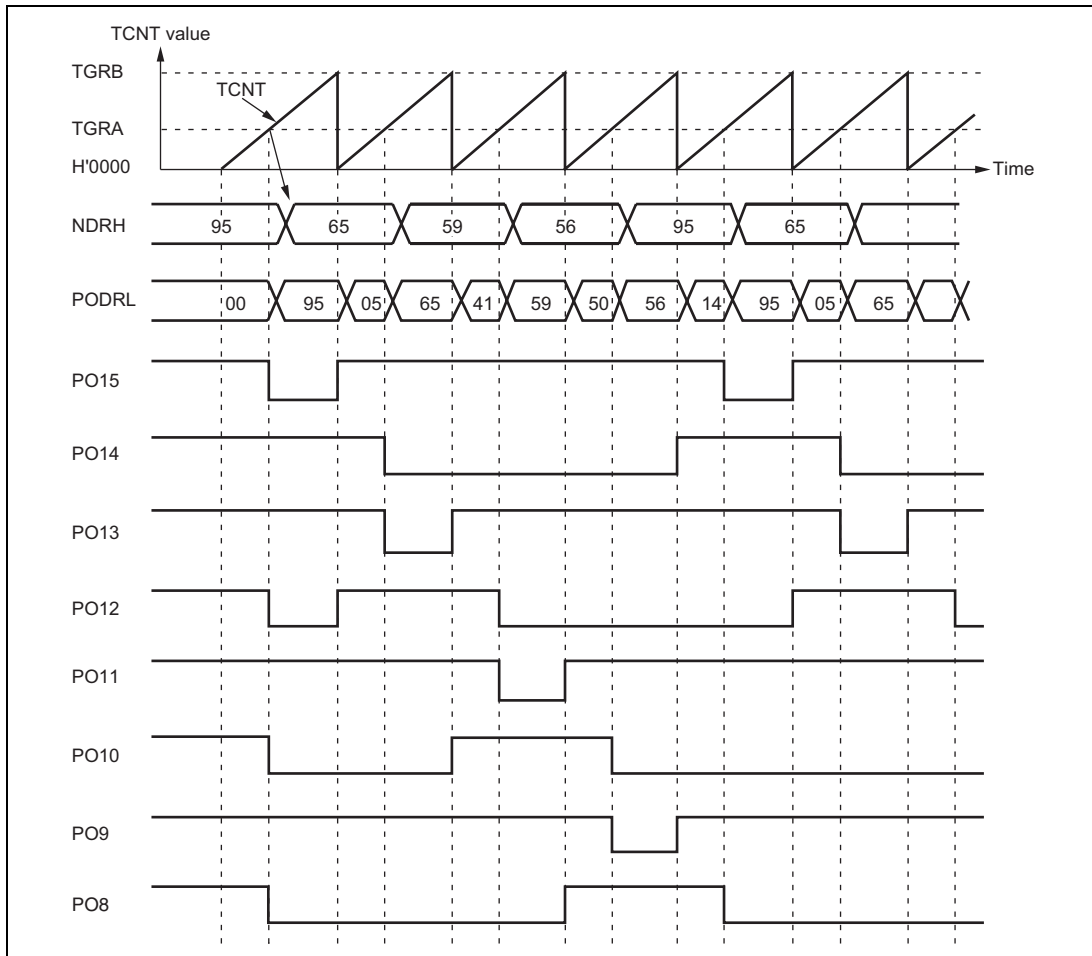 TCNT value
TGRB
TCNT
TGRA
H'0000
Time
NDRH 95 65 59 56 95 65
PODRL 00 95 05 65 41 59 50 56 14 95 05 65
PO15
PO14
PO13
PO12
PO11
PO10
PO9
PO8